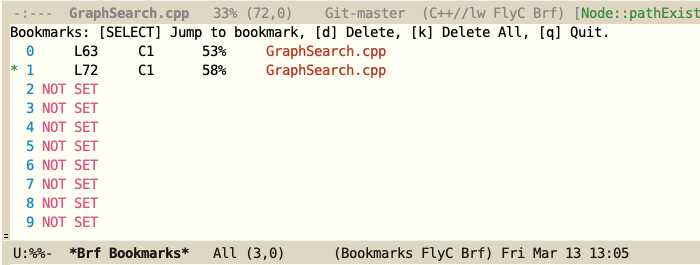 -:--- GraphSearch.cpp 33% (72,0) Git-master (C++//lw FlyC Brf) [Node::pathExist
Bookmarks: [SELECT] Jump to bookmark, [d] Delete, [k] Delete All, [q] Quit.
0 L63 C1 53% GraphSearch.cpp
* 1 L72 C1 58% GraphSearch.cpp
2 NOT SET
3 NOT SET
4 NOT SET
5 NOT SET
6 NOT SET
7 NOT SET
8 NOT SET
9 NOT SET
U:%%- *Brf Bookmarks* All (3,0) (Bookmarks FlyC Brf) Fri Mar 13 13:05